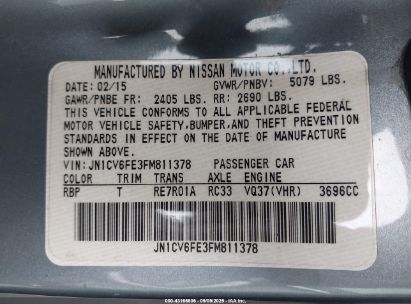 MANUFACTURED BY NISSAN MOTOR CO.,LTD.
DATE: 02/15 GVWR/PNBV: 5079 LBS.
GAWR/PNBE FR: 2405 LBS. RR: 2690 LBS.
THIS VEHICLE CONFORMS TO ALL APPLICABLE FEDERAL
MOTOR VEHICLE SAFETY,BUMPER,AND THEFT PREVENTION
STANDARDS IN EFFECT ON THE DATE OF MANUFACTURE
SHOWN ABOVE.
VIN: JN1CV6FE3FM811378 PASSENGER CAR
COLOR TRIM TRANS AXLE ENGINE
RBP T RE7R01A RC33 VQ37(VHR) 3696CC
JN1CV6FE3FM811378